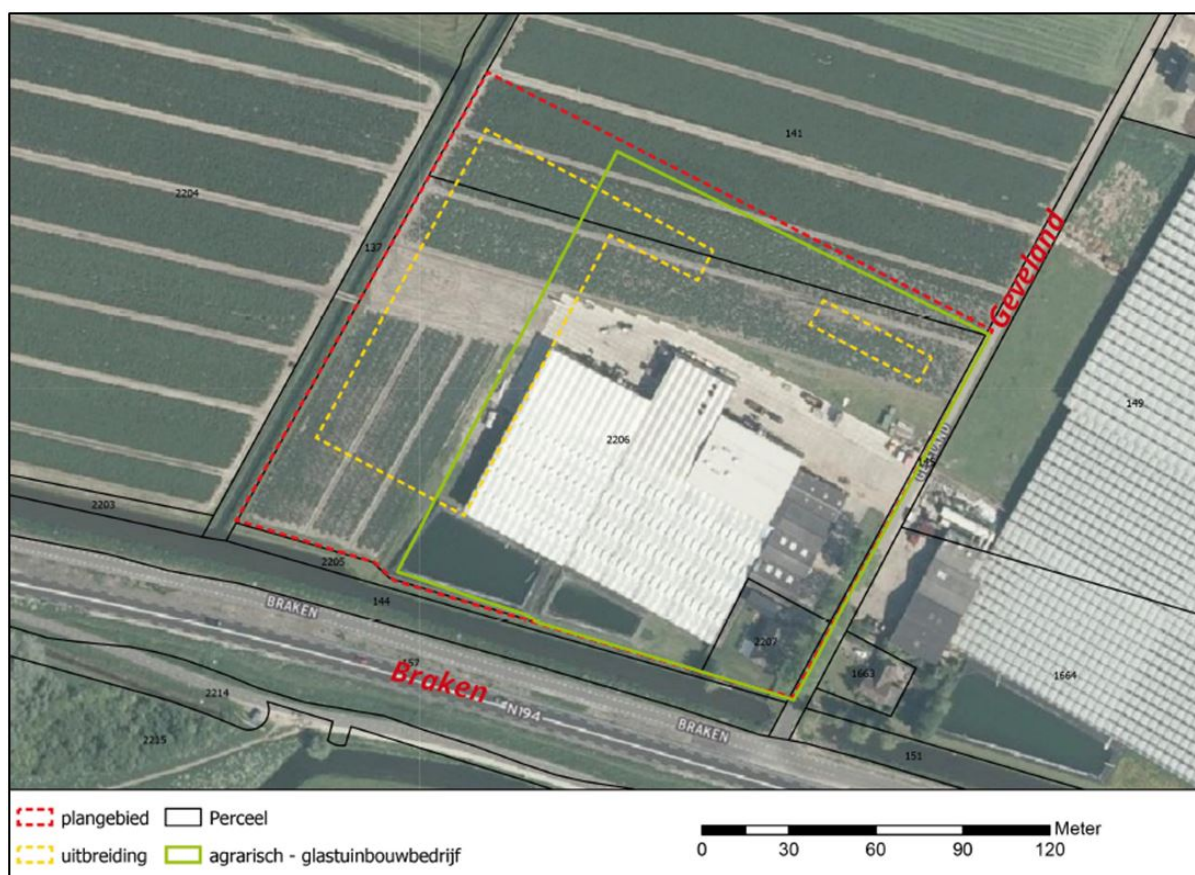 141
2204
137
Geveland
149
2206
2203
2205
144
BRAKEN
157
Braken
N194
BRAKEN
2207
1663
1664
2214
2215
151
plangebied
Perceel
uitbreiding
agrarisch - glastuinbouwbedrijf
Meter
0 30 60 90 120